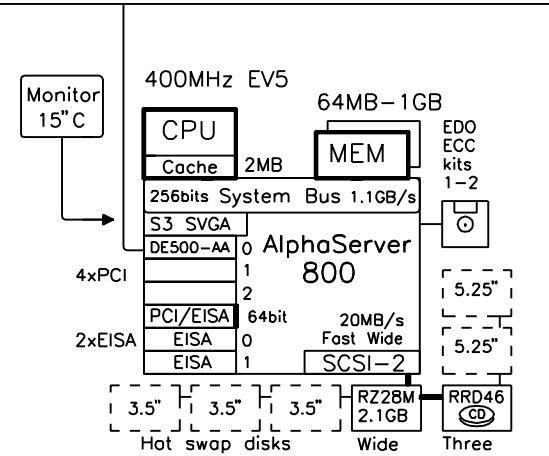 400MHz EV5
Monitor
15"C
CPU
Cache
2MB
64MB-1GB
MEM
EDO
ECC
kits
1-2
256bits System Bus 1.1GB/s
S3 SVGA
DE500-AA
0
AlphaServer
800
4xPCI
1
2
PCI/EISA
64bit
2xEISA
EISA
0
EISA
1
20MB/s
Fast Wide
SCSI-2
5.25"
5.25"
3.5"
3.5"
3.5"
Hot swap disks
RZ28M
2.1GB
Wide
RRD46
CD
Three